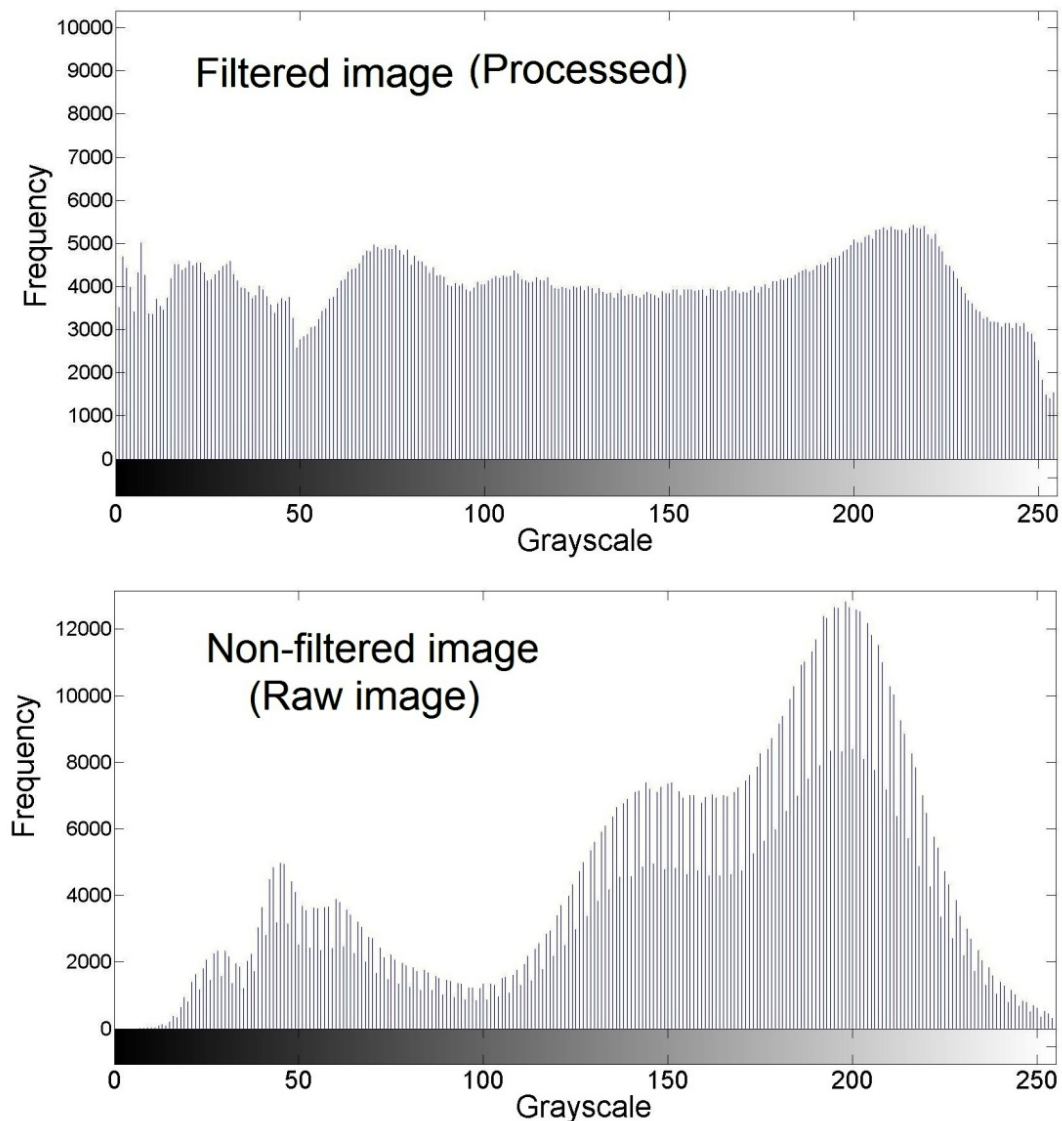 10000
9000
8000
7000
6000
5000
4000
3000
2000
1000
0
Frequency
Filtered image (Processed)
0 50 100 150 200 250
Grayscale
12000
10000
8000
6000
4000
2000
0
Frequency
Non-filtered image
(Raw image)
0 50 100 150 200 250
Grayscale